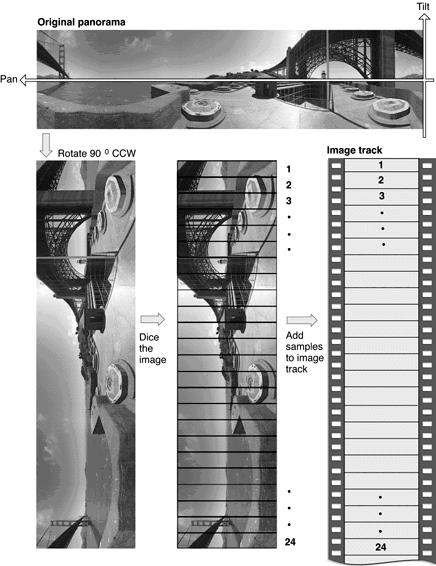 Original panorama
Tilt
Pan
Rotate 90 o CCW
Image track
1
2
3
24
Dice
the
image
Add
samples
to image
track
1
2
3
24